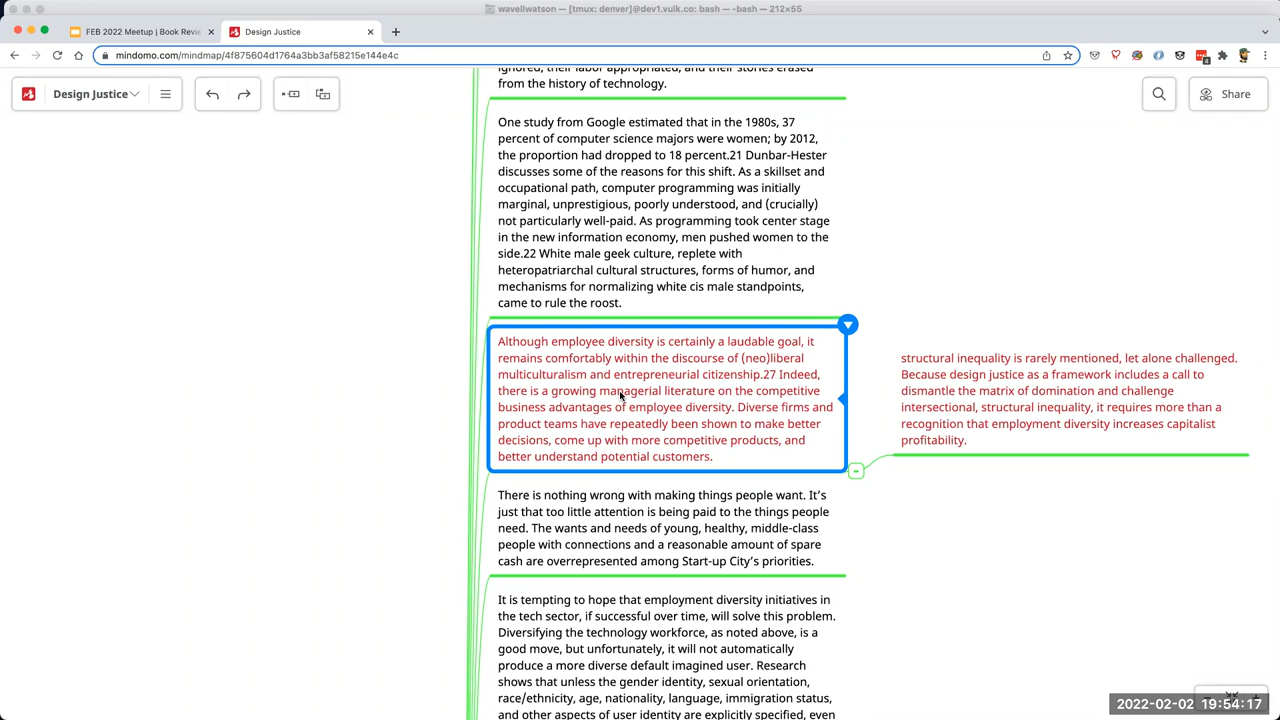 wavellwatson — [tmux: denver]@dev1.vulk.co: bash — -bash — 212×55
FEB 2022 Meetup | Book Revie
Design Justice
mindomo.com/mindmap/4f875604d1764a3bb3af58215e144e4c
Design Justice
Share
ignored, their labor appropriated, and their stories erased
from the history of technology.
One study from Google estimated that in the 1980s, 37
percent of computer science majors were women; by 2012,
the proportion had dropped to 18 percent.21 Dunbar-Hester
discusses some of the reasons for this shift. As a skillset and
occupational path, computer programming was initially
marginal, unprestigious, poorly understood, and (crucially)
not particularly well-paid. As programming took center stage
in the new information economy, men pushed women to the
side.22 White male geek culture, replete with
heteropatriarchal cultural structures, forms of humor, and
mechanisms for normalizing white cis male standpoints,
came to rule the roost.
Although employee diversity is certainly a laudable goal, it
remains comfortably within the discourse of (neo)liberal
multiculturalism and entrepreneurial citizenship.27 Indeed,
there is a growing managerial literature on the competitive
business advantages of employee diversity. Diverse firms and
product teams have repeatedly been shown to make better
decisions, come up with more competitive products, and
better understand potential customers.
structural inequality is rarely mentioned, let alone challenged.
Because design justice as a framework includes a call to
dismantle the matrix of domination and challenge
intersectional, structural inequality, it requires more than a
recognition that employment diversity increases capitalist
profitability.
There is nothing wrong with making things people want. It's
just that too little attention is being paid to the things people
need. The wants and needs of young, healthy, middle-class
people with connections and a reasonable amount of spare
cash are overrepresented among Start-up City's priorities.
It is tempting to hope that employment diversity initiatives in
the tech sector, if successful over time, will solve this problem.
Diversifying the technology workforce, as noted above, is a
good move, but unfortunately, it will not automatically
produce a more diverse default imagined user. Research
shows that unless the gender identity, sexual orientation,
race/ethnicity, age, nationality, language, immigration status,
and other aspects of user identity are explicitly specified, even
2022-02-02 19:54:17